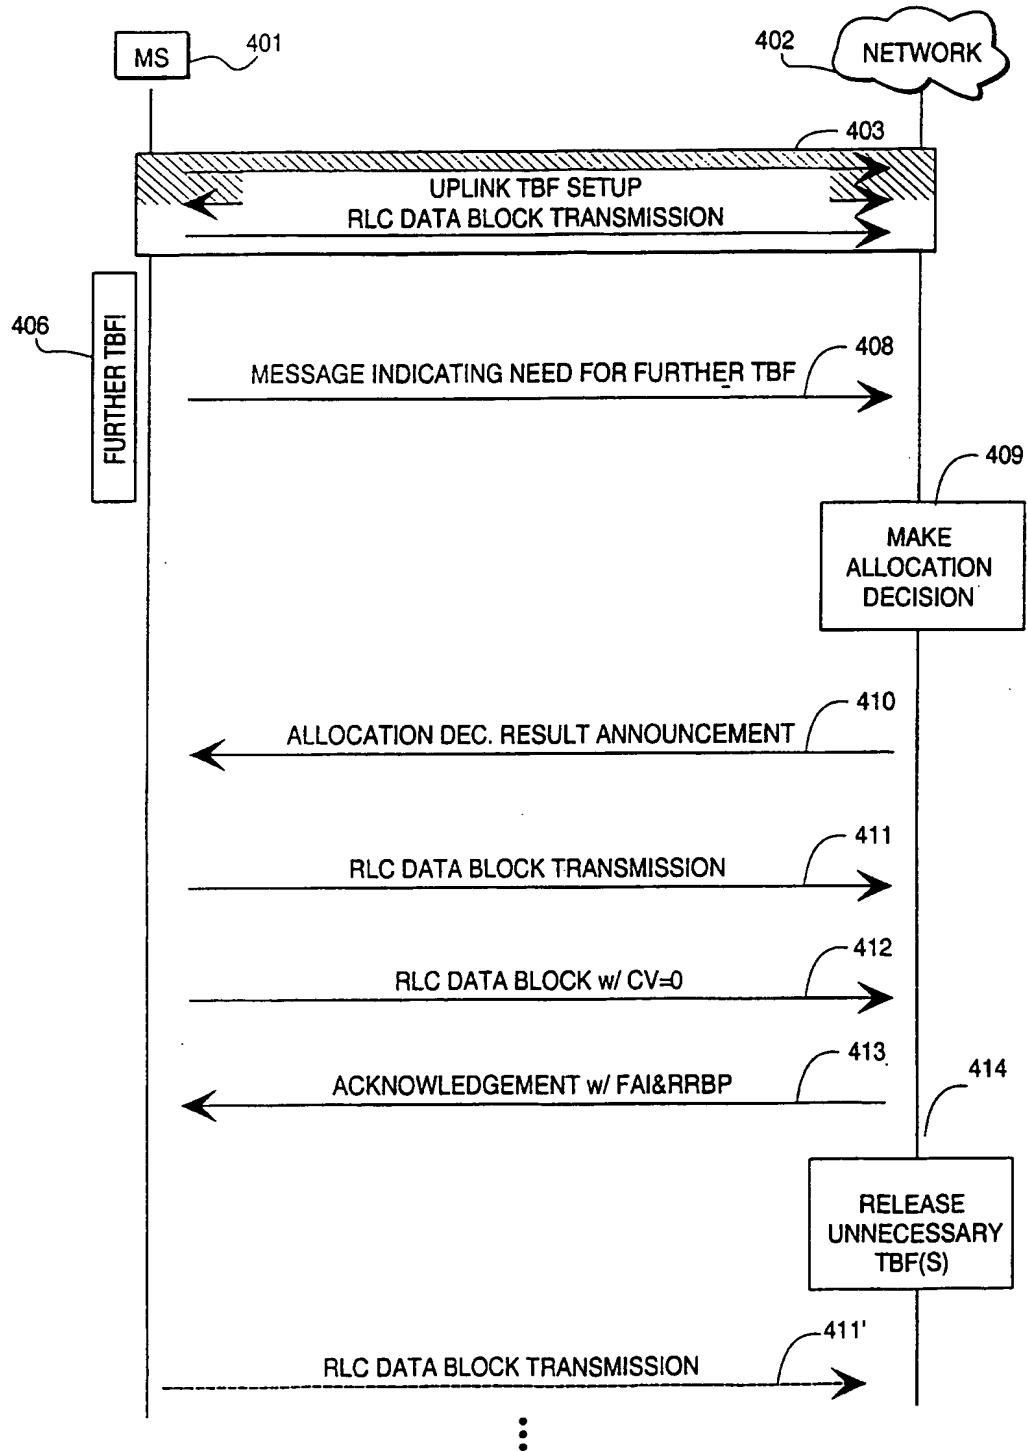 MS
401
402
NETWORK
403
UPLINK TBF SETUP
RLC DATA BLOCK TRANSMISSION
406
FURTHER TBF!
408
MESSAGE INDICATING NEED FOR FURTHER TBF
409
MAKE
ALLOCATION
DECISION
410
ALLOCATION DEC. RESULT ANNOUNCEMENT
411
RLC DATA BLOCK TRANSMISSION
412
RLC DATA BLOCK w/ CV=0
413
ACKNOWLEDGEMENT w/ FAI&RRBP
414
RELEASE
UNNECESSARY
TBF(S)
411'
RLC DATA BLOCK TRANSMISSION